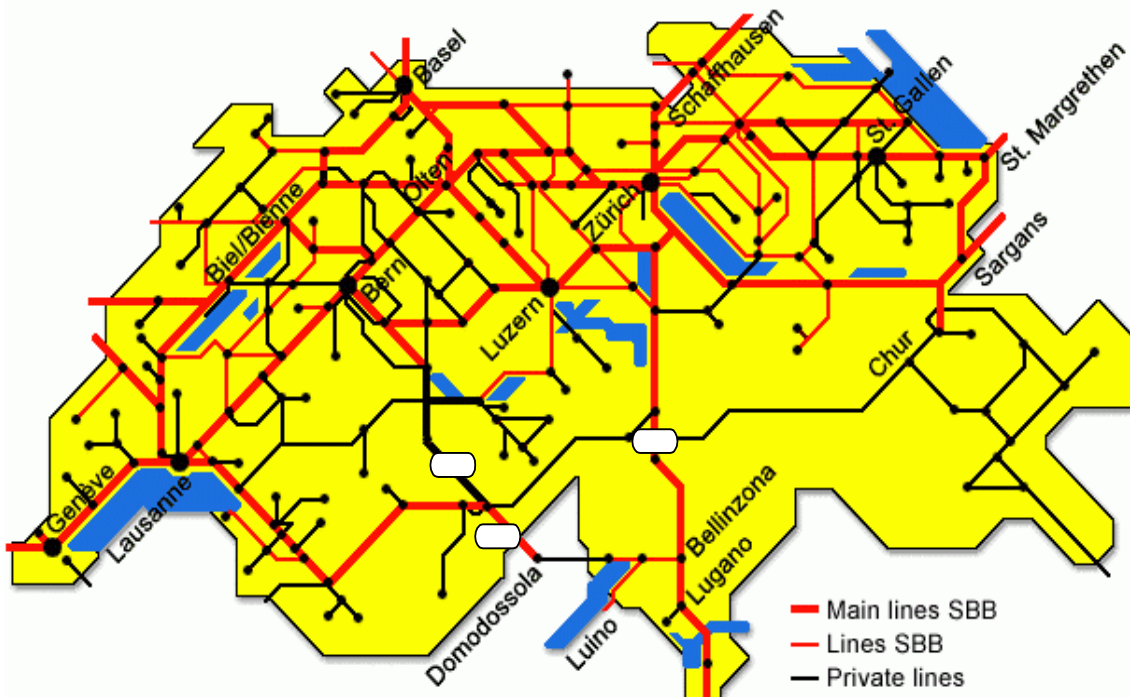 Basel
Schaffhausen
St. Gallen
St. Margrethen
Olten
Zürich
Biel/Bienne
Bern
Sargans
Luzern
Chur
Genève
Lausanne
Bellinzona
Lugano
Domodossola
Luino
Main lines SBB
Lines SBB
Private lines